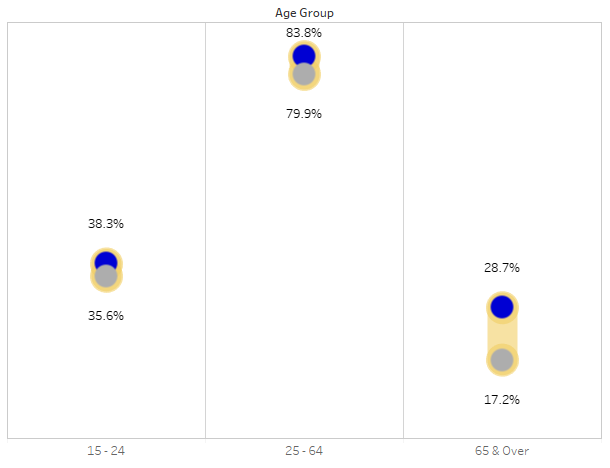 Age Group
83.8%
79.9%
38.3%
35.6%
28.7%
17.2%
15 - 24
25 - 64
65 & Over